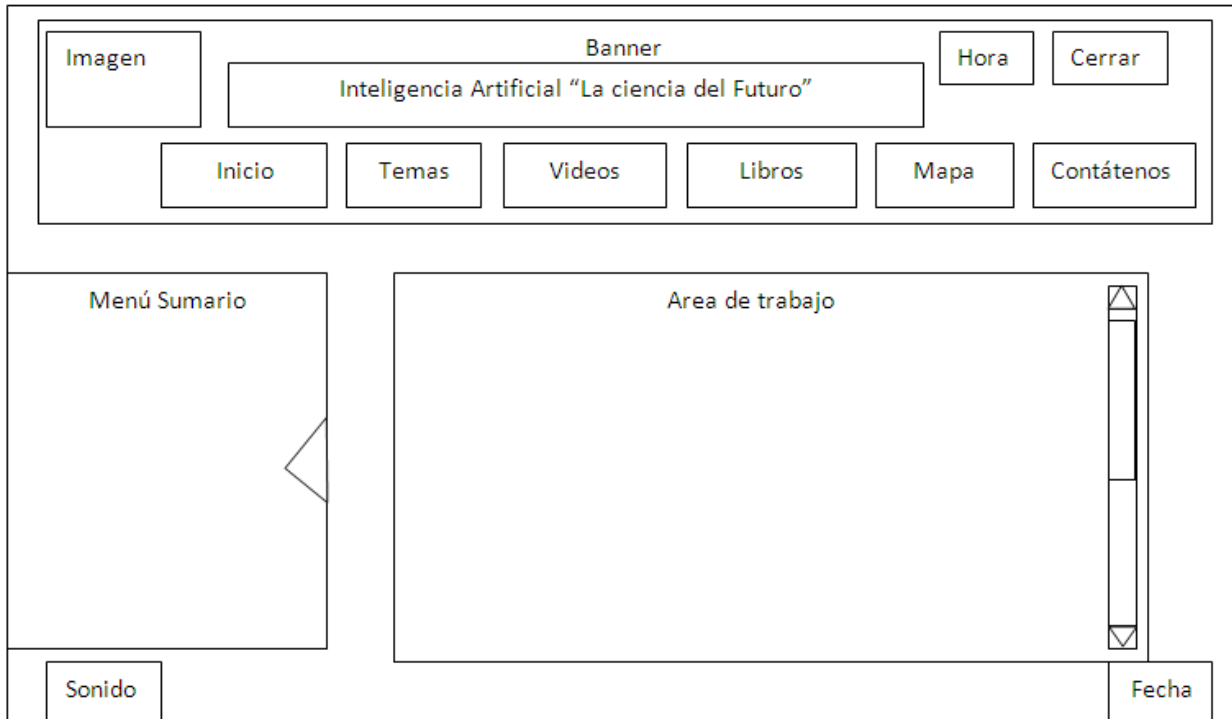 Imagen
Banner
Hora
Cerrar
Inteligencia Artificial “La ciencia del Futuro”
Inicio
Temas
Videos
Libros
Mapa
Contátenos
Menú Sumario
Area de trabajo
Sonido
Fecha